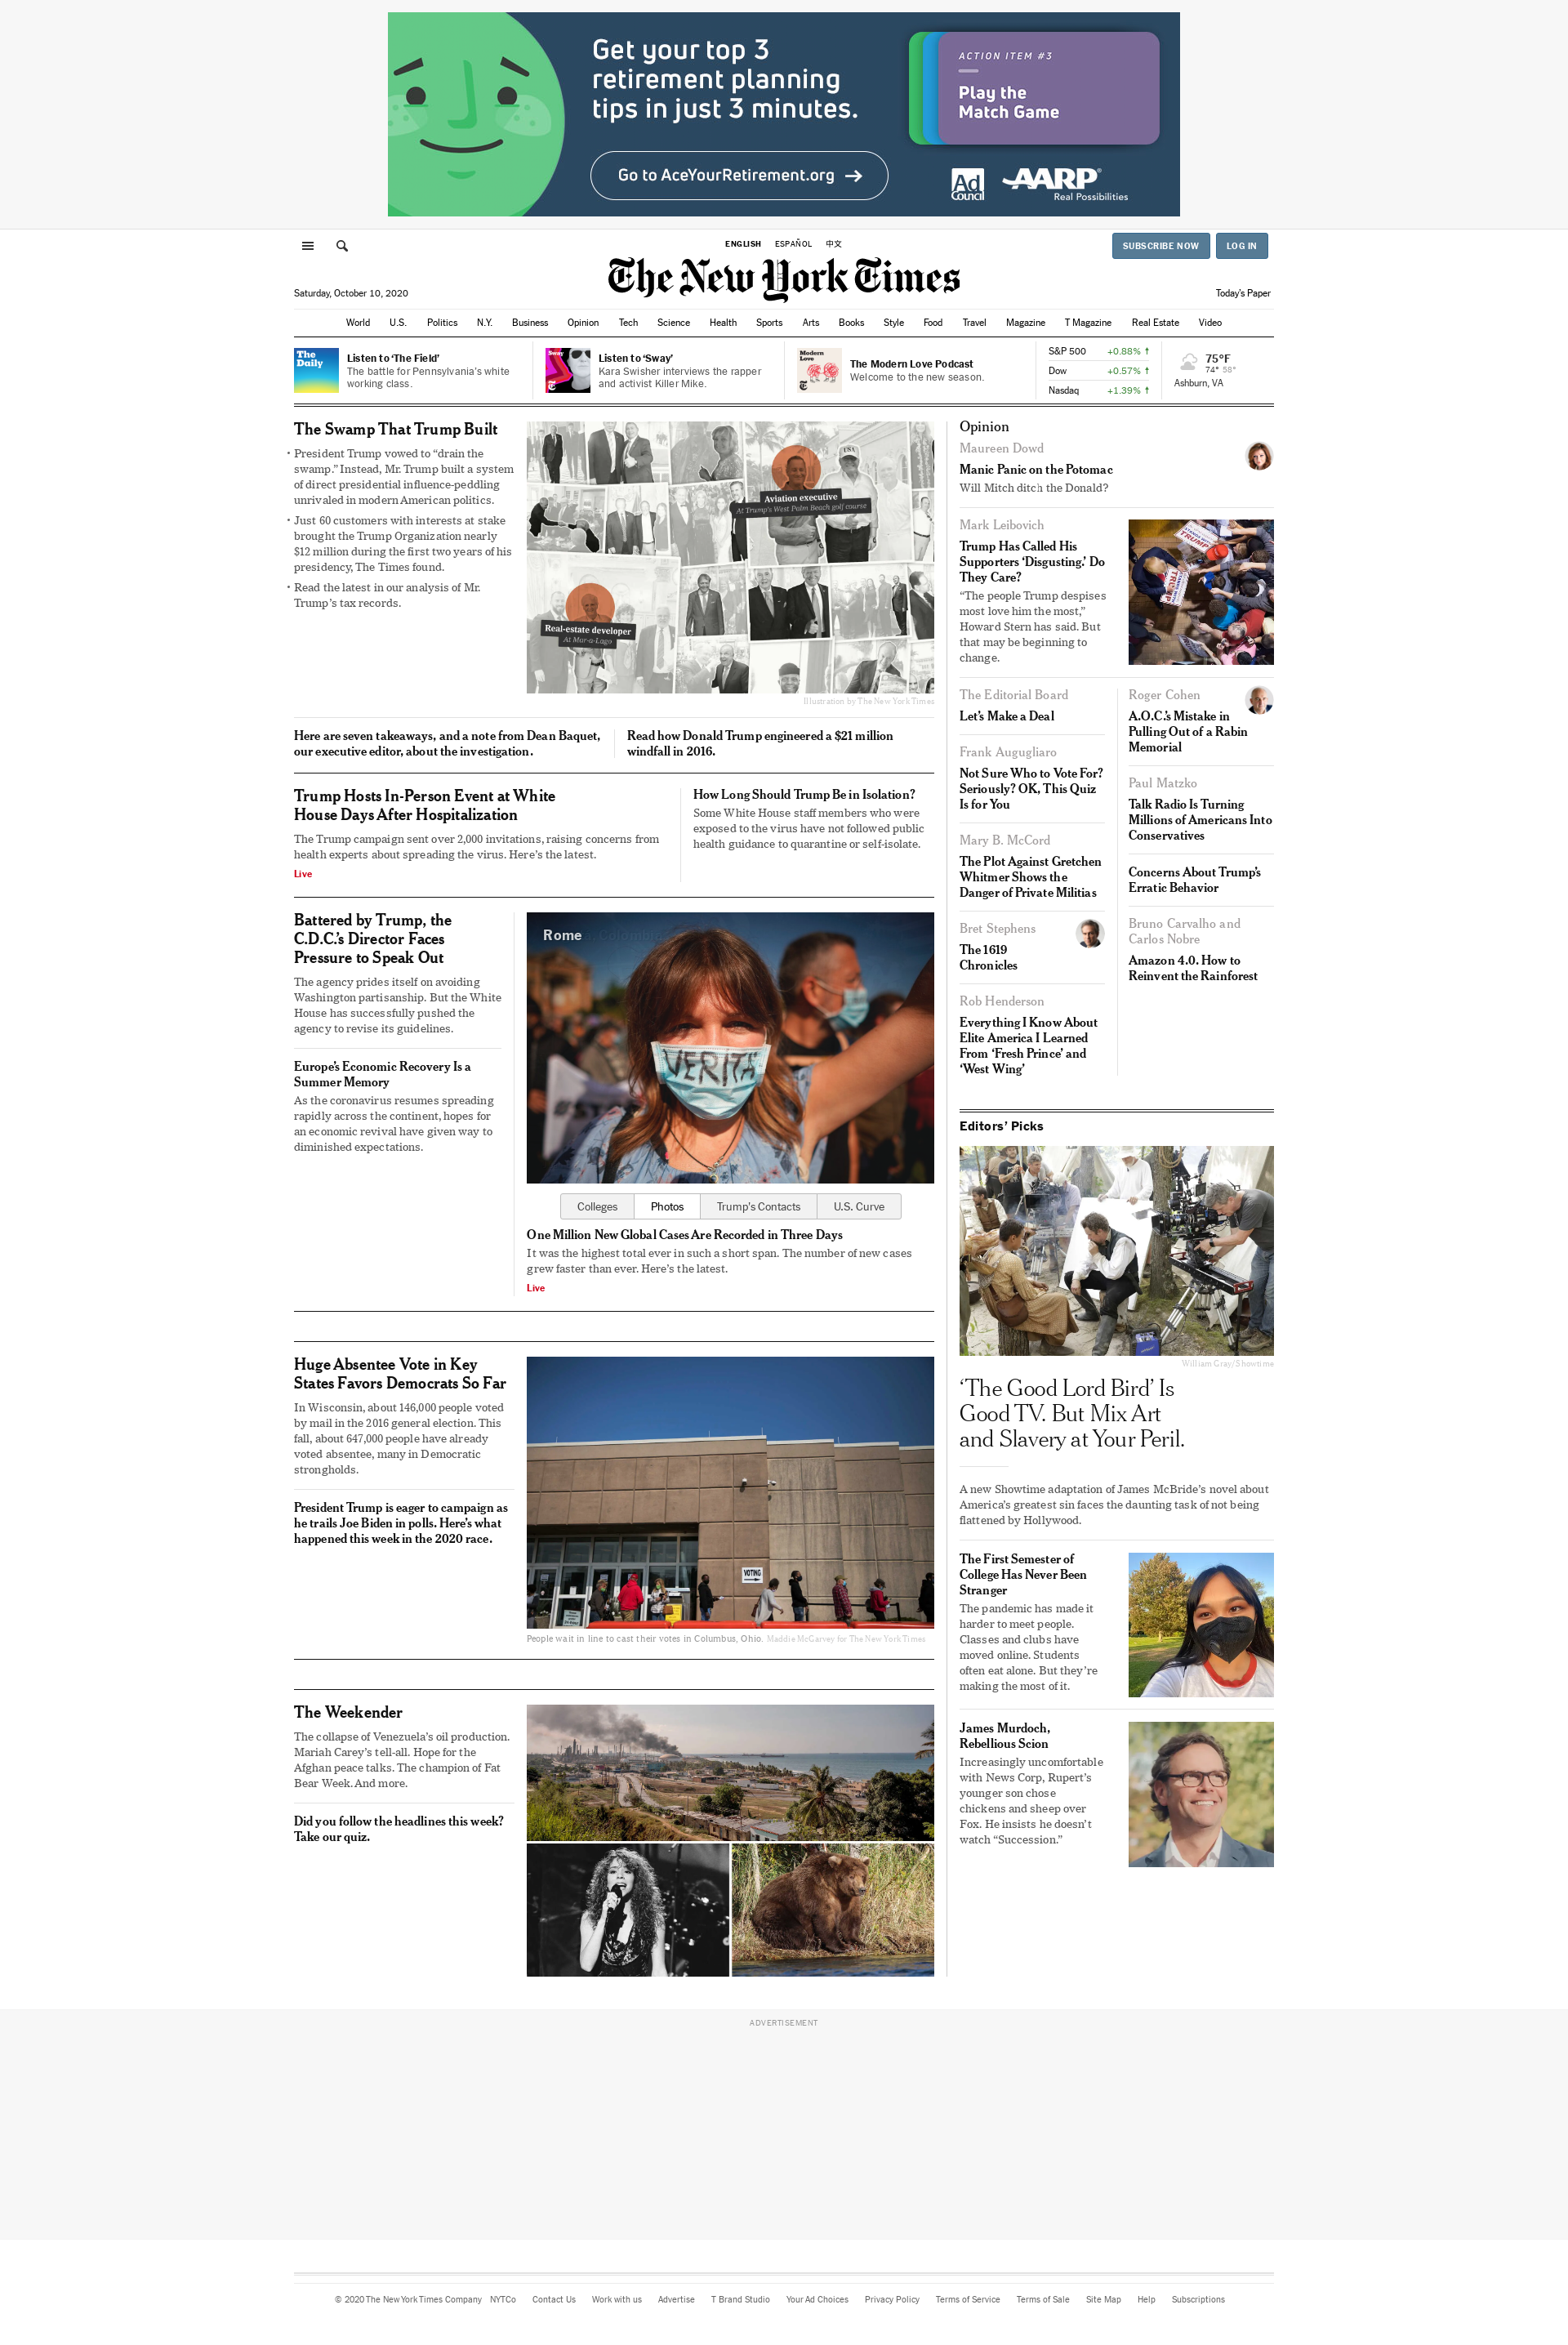 Get your top 3
retirement planning
tips in just 3 minutes.
Go to AceYourRetirement.org →
ACTION ITEM #3
Play the
Match Game
Ad
Council
AARP
Real Possibilities
ENGLISH ESPAÑOL 中文
SUBSCRIBE NOW LOG IN
The New York Times
Saturday, October 10, 2020
Today's Paper
World U.S. Politics N.Y. Business Opinion Tech Science Health Sports Arts Books Style Food Travel Magazine T Magazine Real Estate Video
The
Daily
Listen to ‘The Field’
The battle for Pennsylvania’s white
working class.
Sway
Listen to ‘Sway’
Kara Swisher interviews the rapper
and activist Killer Mike.
Modern
Love
The Modern Love Podcast
Welcome to the new season.
S&P 500 +0.88% ↑
Dow +0.57% ↑
Nasdaq +1.39% ↑
75°F
74° 58°
Ashburn, VA
The Swamp That Trump Built
• President Trump vowed to “drain the
swamp.” Instead, Mr. Trump built a system
of direct presidential influence-peddling
unrivaled in modern American politics.
• Just 60 customers with interests at stake
brought the Trump Organization nearly
$12 million during the first two years of his
presidency, The Times found.
• Read the latest in our analysis of Mr.
Trump’s tax records.
USA
Aviation executive
At Trump's West Palm Beach golf course
Real-estate developer
At Mar-a-Lago
Illustration by The New York Times
Here are seven takeaways, and a note from Dean Baquet,
our executive editor, about the investigation.
Read how Donald Trump engineered a $21 million
windfall in 2016.
Trump Hosts In-Person Event at White
House Days After Hospitalization
The Trump campaign sent over 2,000 invitations, raising concerns from
health experts about spreading the virus. Here’s the latest.
Live
How Long Should Trump Be in Isolation?
Some White House staff members who were
exposed to the virus have not followed public
health guidance to quarantine or self-isolate.
Battered by Trump, the
C.D.C.’s Director Faces
Pressure to Speak Out
The agency prides itself on avoiding
Washington partisanship. But the White
House has successfully pushed the
agency to revise its guidelines.
Europe’s Economic Recovery Is a
Summer Memory
As the coronavirus resumes spreading
rapidly across the continent, hopes for
an economic revival have given way to
diminished expectations.
Rome
VERITA'
Colleges Photos Trump's Contacts U.S. Curve
One Million New Global Cases Are Recorded in Three Days
It was the highest total ever in such a short span. The number of new cases
grew faster than ever. Here’s the latest.
Live
Huge Absentee Vote in Key
States Favors Democrats So Far
In Wisconsin, about 146,000 people voted
by mail in the 2016 general election. This
fall, about 647,000 people have already
voted absentee, many in Democratic
strongholds.
President Trump is eager to campaign as
he trails Joe Biden in polls. Here’s what
happened this week in the 2020 race.
VOTING
People wait in line to cast their votes in Columbus, Ohio. Maddie McGarvey for The New York Times
The Weekender
The collapse of Venezuela’s oil production.
Mariah Carey’s tell-all. Hope for the
Afghan peace talks. The champion of Fat
Bear Week. And more.
Did you follow the headlines this week?
Take our quiz.
Opinion
Maureen Dowd
Manic Panic on the Potomac
Will Mitch ditch the Donald?
Mark Leibovich
Trump Has Called His
Supporters ‘Disgusting.’ Do
They Care?
“The people Trump despises
most love him the most,”
Howard Stern has said. But
that may be beginning to
change.
TRUMP
TRUMP
The Editorial Board
Let’s Make a Deal
Frank Augugliaro
Not Sure Who to Vote For?
Seriously? OK, This Quiz
Is for You
Mary B. McCord
The Plot Against Gretchen
Whitmer Shows the
Danger of Private Militias
Bret Stephens
The 1619
Chronicles
Rob Henderson
Everything I Know About
Elite America I Learned
From ‘Fresh Prince’ and
‘West Wing’
Roger Cohen
A.O.C.’s Mistake in
Pulling Out of a Rabin
Memorial
Paul Matzko
Talk Radio Is Turning
Millions of Americans Into
Conservatives
Concerns About Trump’s
Erratic Behavior
Bruno Carvalho and
Carlos Nobre
Amazon 4.0. How to
Reinvent the Rainforest
Editors’ Picks
William Gray/Showtime
‘The Good Lord Bird’ Is
Good TV. But Mix Art
and Slavery at Your Peril.
A new Showtime adaptation of James McBride’s novel about
America’s greatest sin faces the daunting task of not being
flattened by Hollywood.
The First Semester of
College Has Never Been
Stranger
The pandemic has made it
harder to meet people.
Classes and clubs have
moved online. Students
often eat alone. But they’re
making the most of it.
James Murdoch,
Rebellious Scion
Increasingly uncomfortable
with News Corp, Rupert’s
younger son chose
chickens and sheep over
Fox. He insists he doesn’t
watch “Succession.”
ADVERTISEMENT
© 2020 The New York Times Company NYTCo Contact Us Work with us Advertise T Brand Studio Your Ad Choices Privacy Policy Terms of Service Terms of Sale Site Map Help Subscriptions